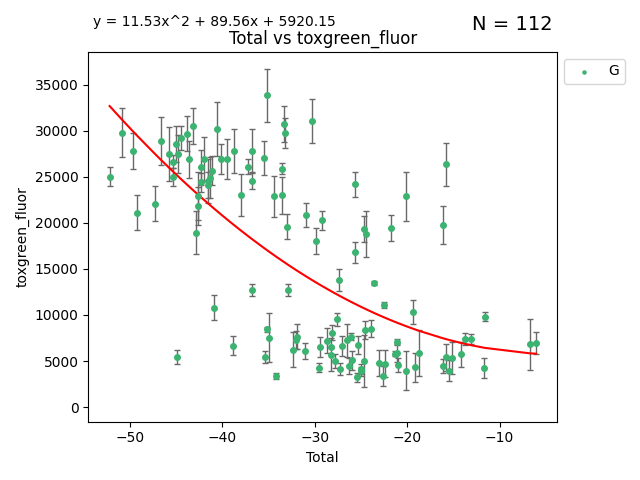 y = 11.53x^2 + 89.56x + 5920.15
N = 112
Total vs toxgreen_fluor
G
35000
30000
25000
20000
15000
10000
5000
0
toxgreen_fluor
−50
−40
−30
−20
−10
Total